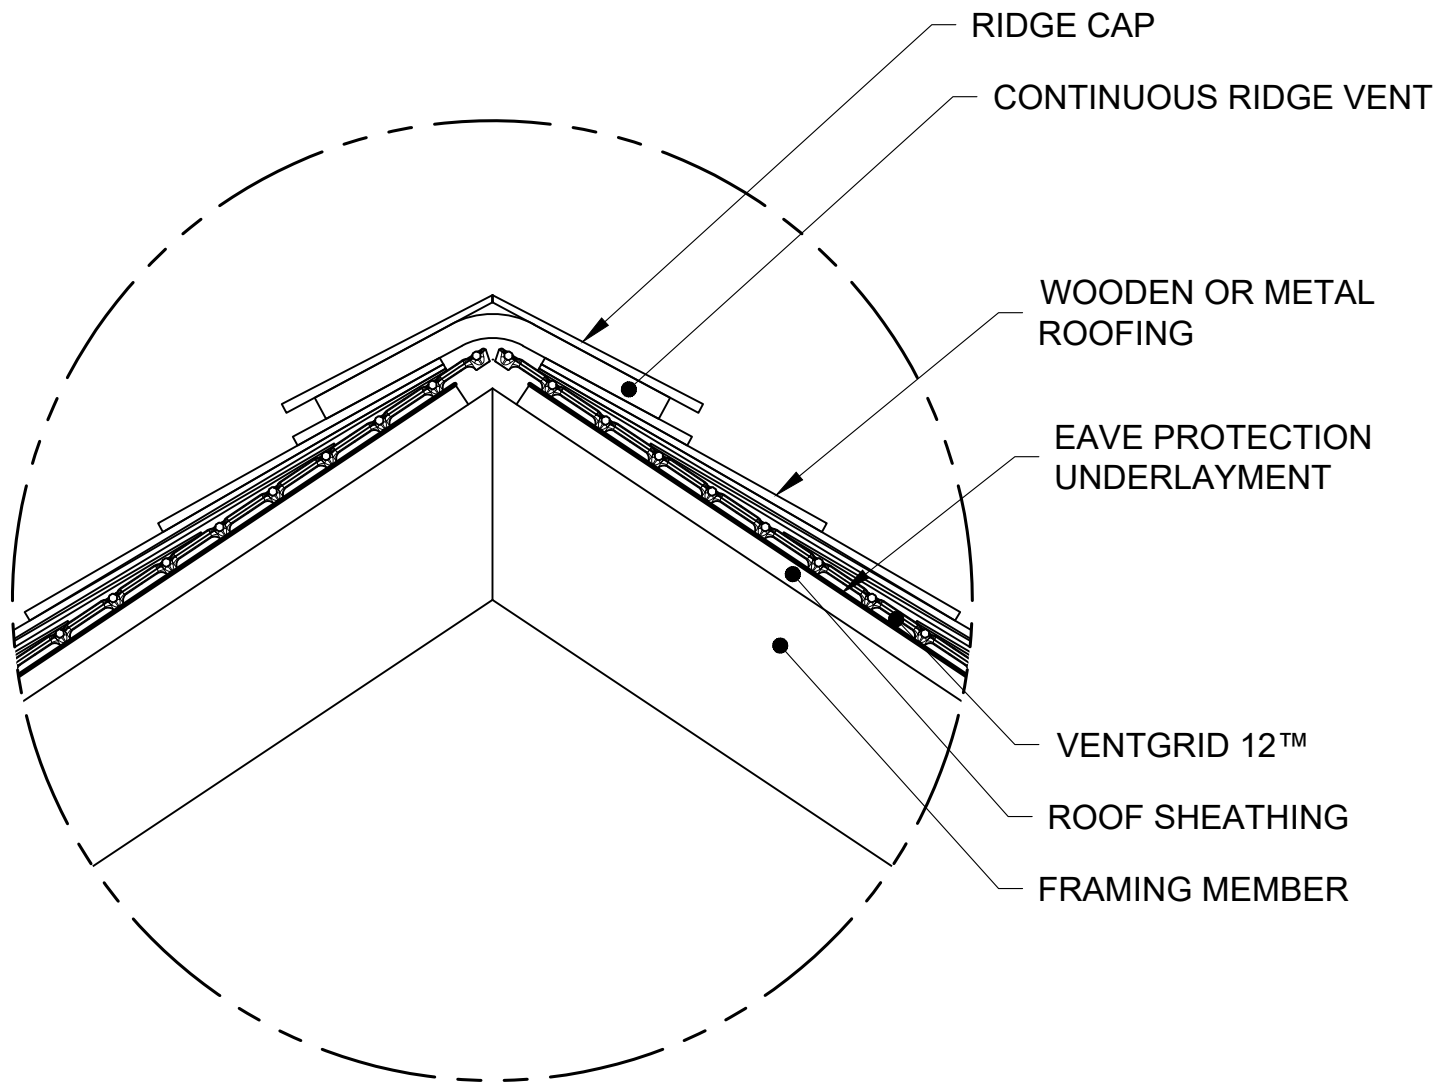 RIDGE CAP
CONTINUOUS RIDGE VENT
WOODEN OR METAL
ROOFING
EAVE PROTECTION
UNDERLAYMENT
VENTGRID 12™
ROOF SHEATHING
FRAMING MEMBER